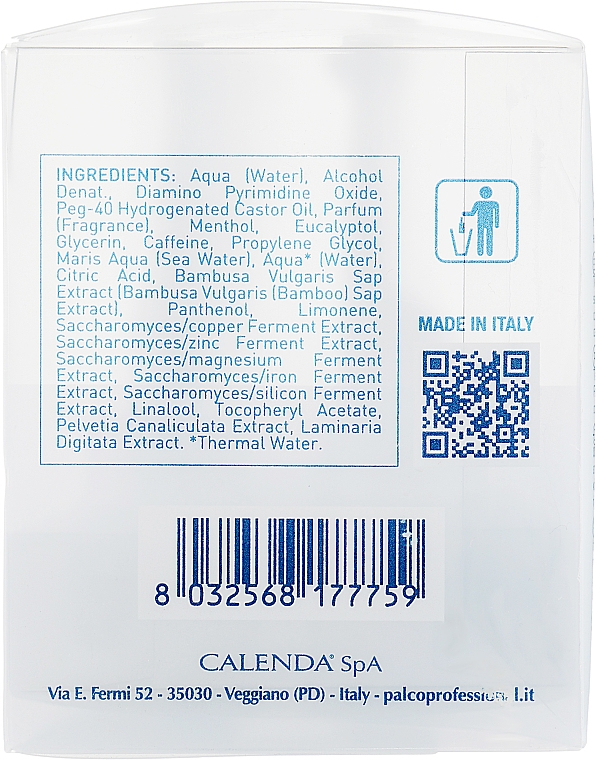 INGREDIENTS: Aqua (Water), Alcohol
Denat., Diamino Pyrimidine Oxide,
Peg-40 Hydrogenated Castor Oil, Parfum
(Fragrance), Menthol, Eucalyptol,
Glycerin, Caffeine, Propylene Glycol,
Maris Aqua (Sea Water), Aqua* (Water),
Citric Acid, Bambusa Vulgaris Sap
Extract (Bambusa Vulgaris (Bamboo) Sap
Extract), Panthenol, Limonene,
Saccharomyces/copper Ferment Extract,
Saccharomyces/zinc Ferment Extract,
Saccharomyces/magnesium Ferment
Extract, Saccharomyces/iron Ferment
Extract, Saccharomyces/silicon Ferment
Extract, Linalool, Tocopheryl Acetate,
Pelvetia Canaliculata Extract, Laminaria
Digitata Extract. *Thermal Water.
MADE IN ITALY
8 032568 177759
CALENDA® SpA
Via E. Fermi 52 - 35030 - Veggiano (PD) - Italy - palcoprofessional.it